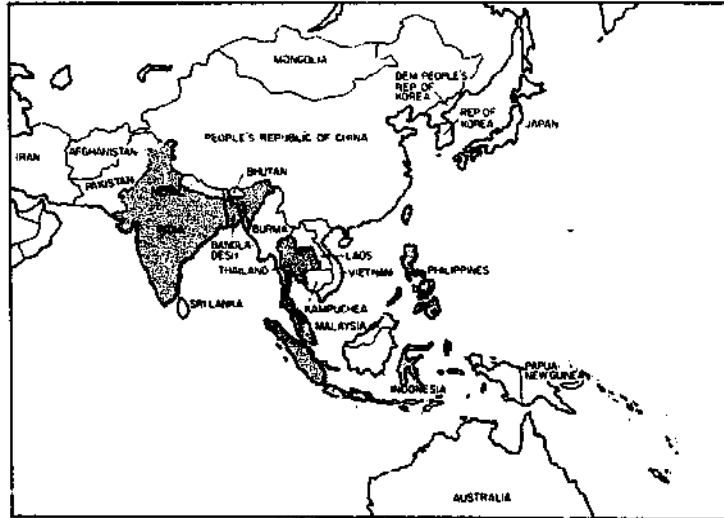 MONGOLIA
DEM PEOPLE'S
REP OF
KOREA
REP OF
KOREA
JAPAN
PEOPLE'S REPUBLIC OF CHINA
IRAN
AFGHANISTAN
PAKISTAN
NEPAL
BHUTAN
INDIA
BANGLA
DESH
BURMA
LAOS
THAILAND
VIETNAM
PHILIPPINES
SRI LANKA
KAMPUCHEA
MALAYSIA
INDONESIA
PAPUA
NEW GUINEA
AUSTRALIA